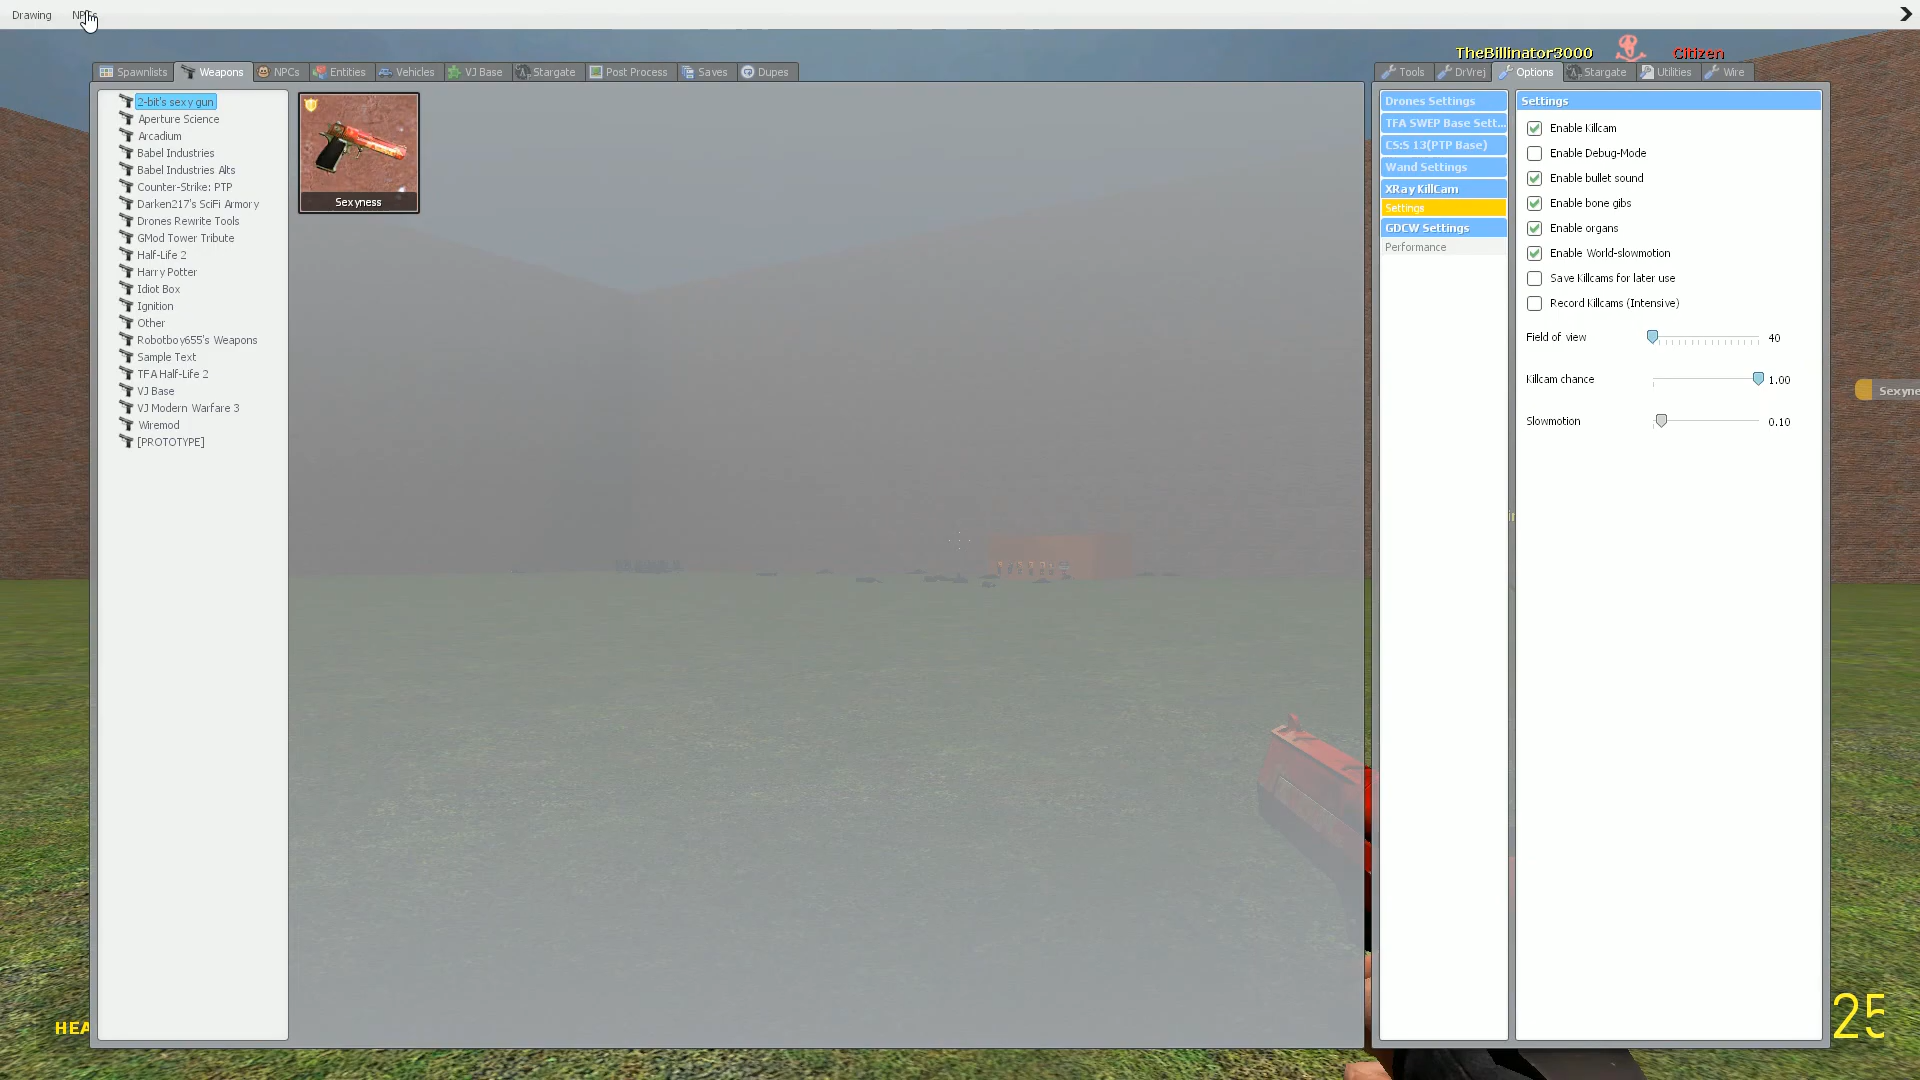 Drawing
TheBillinator3000 Citizen
Spawnlists Weapons NPCs Entities Vehicles VJ Base Stargate Post Process Saves Dupes
Tools DrVrej Options Stargate Utilities Wire
2-bit's sexy gun
Aperture Science
Arcadium
Babel Industries
Babel Industries Alts
Counter-Strike: PTP
Darken217's SciFi Armory
Drones Rewrite Tools
GMod Tower Tribute
Half-Life 2
Harry Potter
Idiot Box
Ignition
Other
Robotboy655's Weapons
Sample Text
TFA Half-Life 2
VJ Base
VJ Modern Warfare 3
Wiremod
[PROTOTYPE]
Sexyness
Drones Settings
TFA SWEP Base Sett...
CS:S 13(PTP Base)
Wand Settings
XRay KillCam
Settings
GDCW Settings
Performance
Settings
Enable Killcam
Enable Debug-Mode
Enable bullet sound
Enable bone gibs
Enable organs
Enable World-slowmotion
Save Killcams for later use
Record Killcams (Intensive)
Field of view 40
Killcam chance 1.00
Slowmotion 0.10
Sexyne
HEA
25